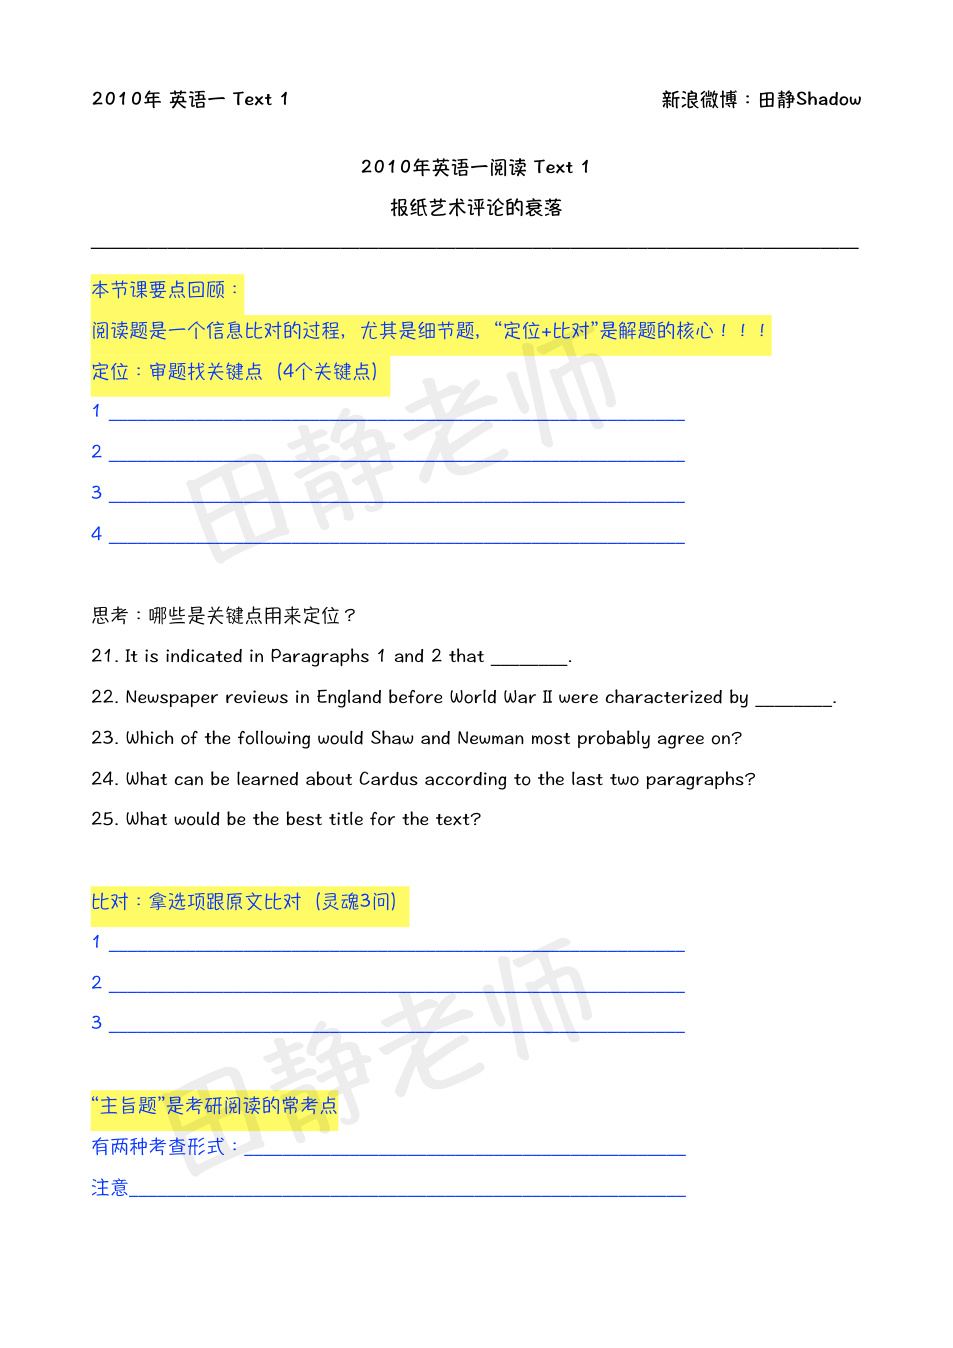 2010年 英语一 Text 1
新浪微博：田静Shadow
2010年英语一阅读 Text 1
报纸艺术评论的衰落
本节课要点回顾：
阅读题是一个信息比对的过程，尤其是细节题，“定位+比对”是解题的核心！！！
定位：审题找关键点（4个关键点）
1
2
3
4
思考：哪些是关键点用来定位？
21. It is indicated in Paragraphs 1 and 2 that ________.
22. Newspaper reviews in England before World War II were characterized by ________.
23. Which of the following would Shaw and Newman most probably agree on?
24. What can be learned about Cardus according to the last two paragraphs?
25. What would be the best title for the text?
比对：拿选项跟原文比对（灵魂3问）
1
2
3
“主旨题”是考研阅读的常考点
有两种考查形式：
注意
田静老师
田静老师